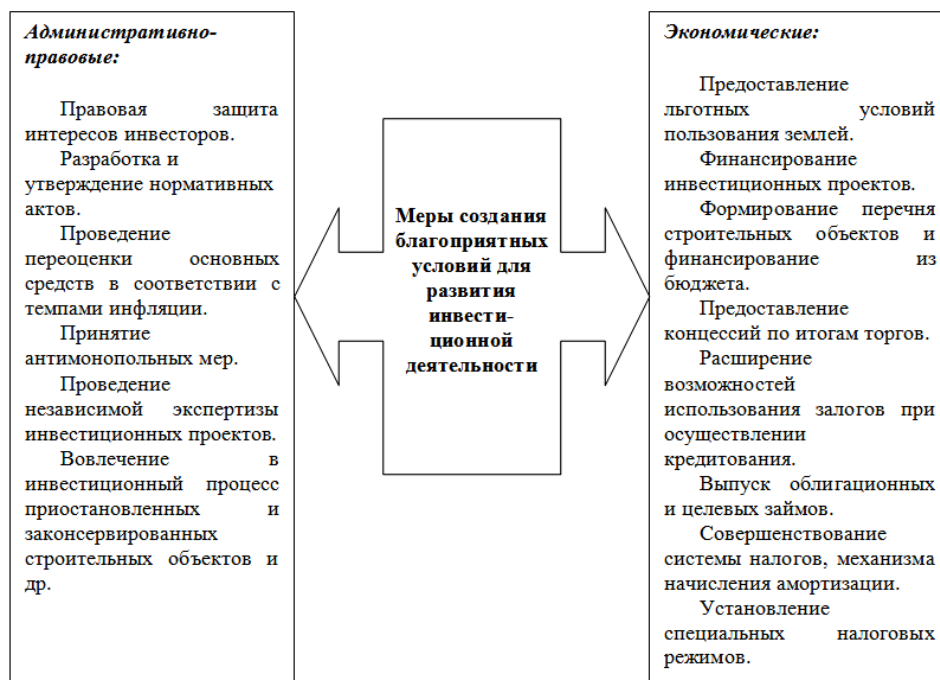 Административно-
правовые:
Правовая защита
интересов инвесторов.
Разработка и
утверждение нормативных
актов.
Проведение
переоценки основных
средств в соответствии с
темпами инфляции.
Принятие
антимонопольных мер.
Проведение
независимой экспертизы
инвестиционных проектов.
Вовлечение в
инвестиционный процесс
приостановленных и
законсервированных
строительных объектов и
др.
Меры создания
благоприятных
условий для
развития
инвести-
ционной
деятельности
Экономические:
Предоставление
льготных условий
пользования землей.
Финансирование
инвестиционных проектов.
Формирование перечня
строительных объектов и
финансирование из
бюджета.
Предоставление
концессий по итогам торгов.
Расширение
возможностей
использования залогов при
осуществлении
кредитования.
Выпуск облигационных
и целевых займов.
Совершенствование
системы налогов, механизма
начисления амортизации.
Установление
специальных налоговых
режимов.